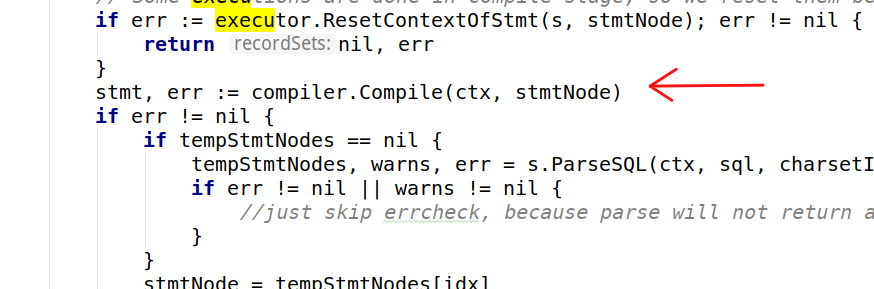 // Some executions are done in compile stage, so we reset them be
if err := executor.ResetContextOfStmt(s, stmtNode); err != nil {
return recordSets: nil, err
}
stmt, err := compiler.Compile(ctx, stmtNode)
if err != nil {
if tempStmtNodes == nil {
tempStmtNodes, warns, err = s.ParseSQL(ctx, sql, charsetI
if err != nil || warns != nil {
//just skip errcheck, because parse will not return a
}
}
stmtNode = tempStmtNodes[idx]